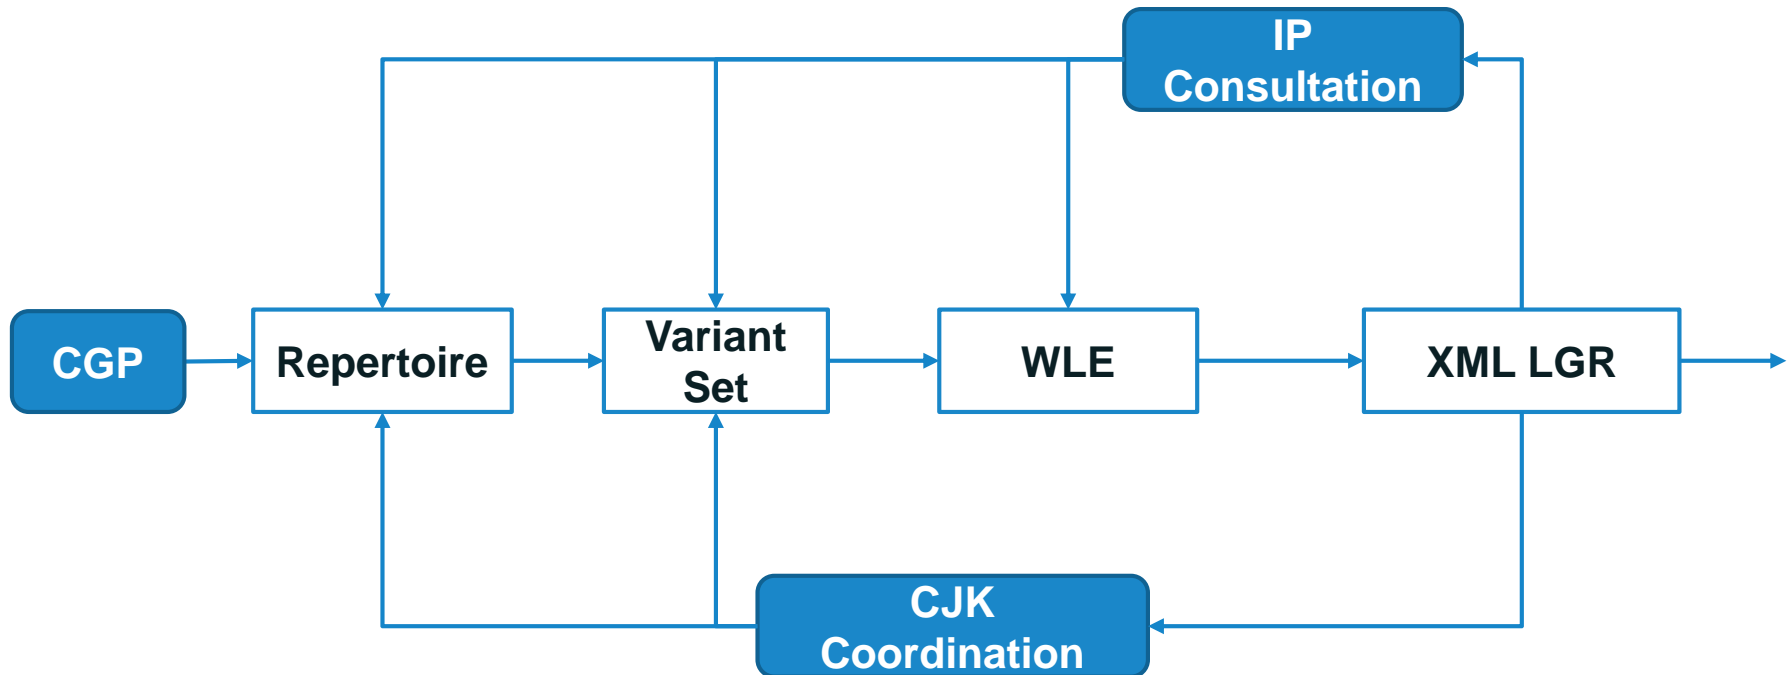 IP
Consultation
CGP
Repertoire
Variant
Set
WLE
XML LGR
CJK
Coordination